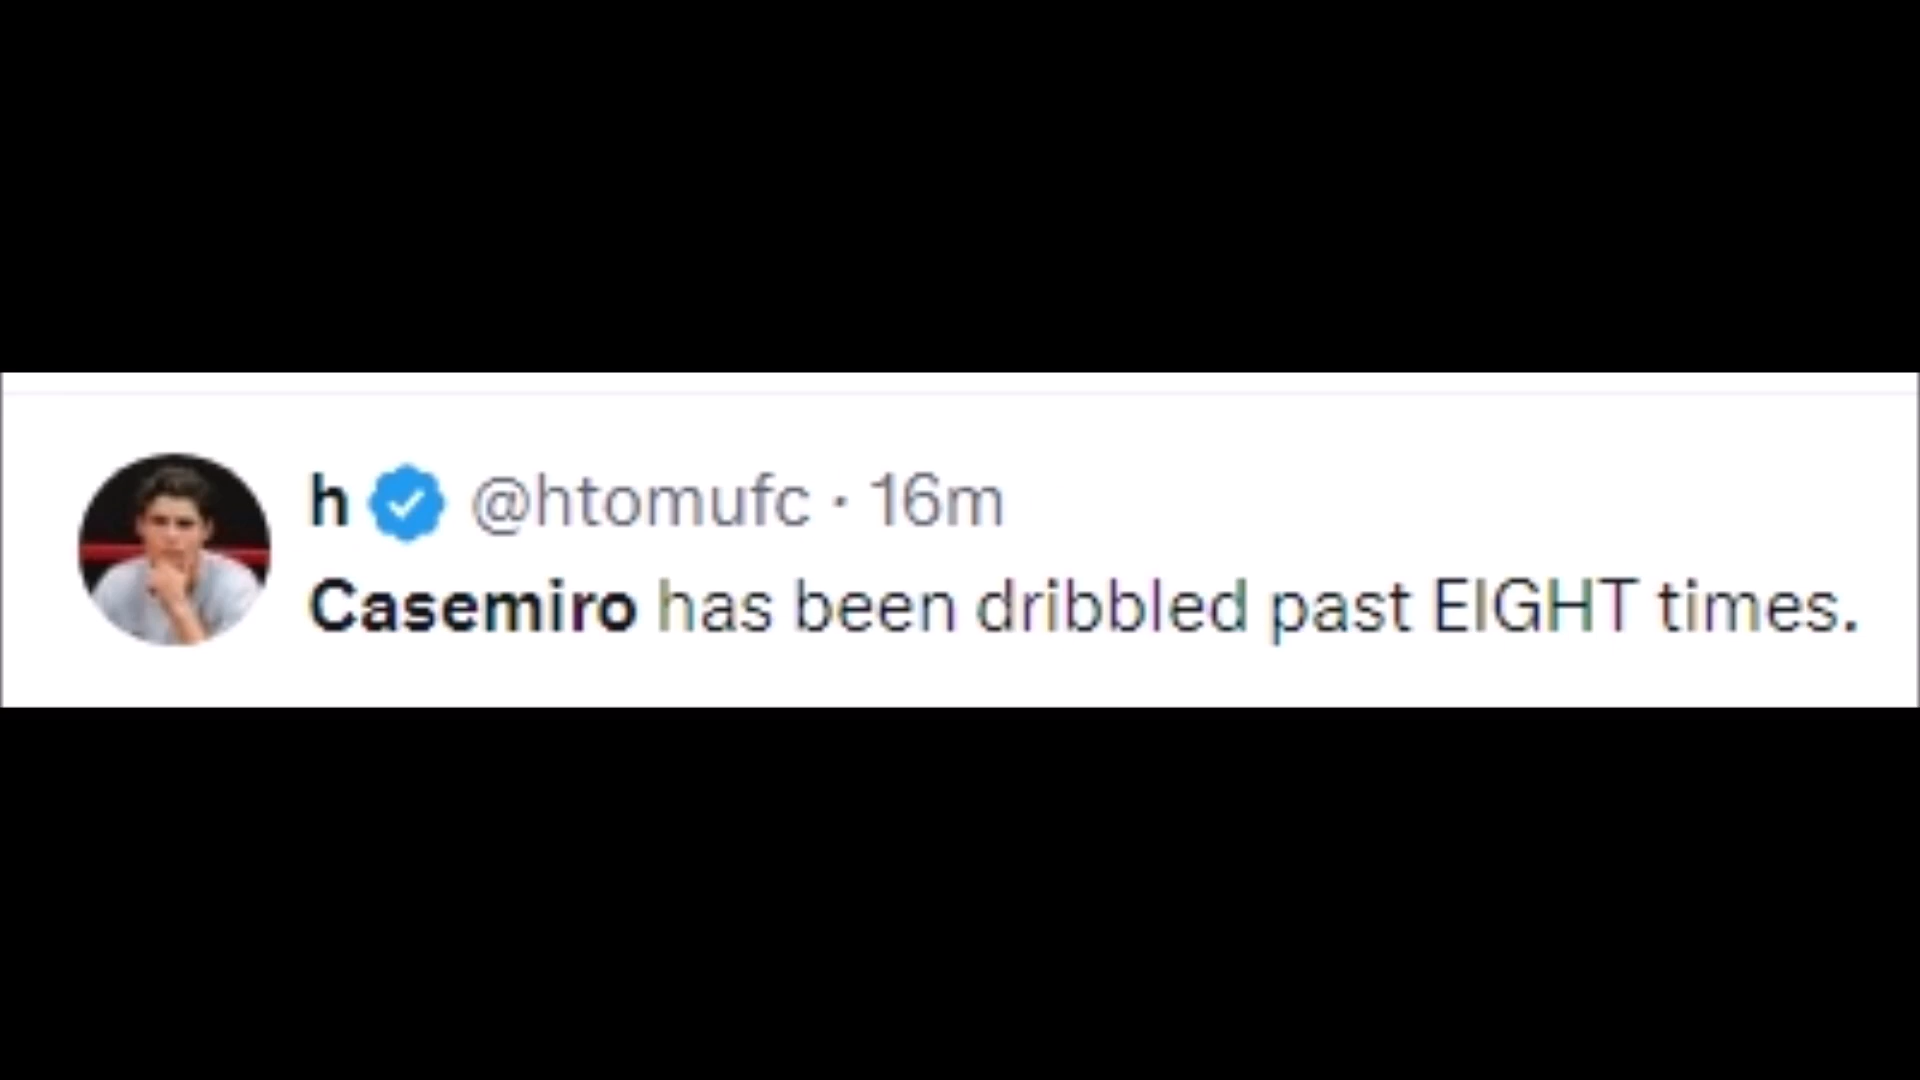 h @htomufc · 16m
Casemiro has been dribbled past EIGHT times.